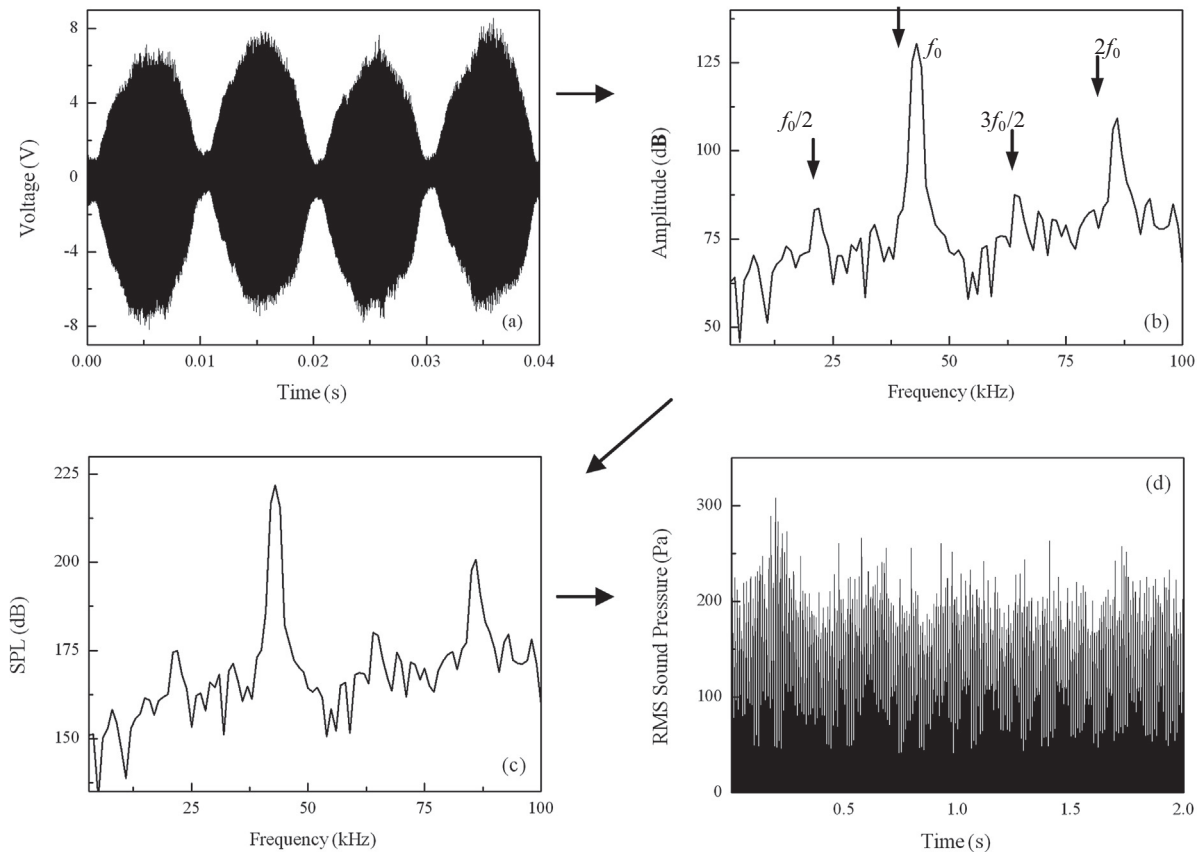 8
4
0
-4
-8
Voltage (V)
0.00 0.01 0.02 0.03 0.04
Time (s)
(a)
125
100
75
50
Amplitude (dB)
f₀/2
f₀
3f₀/2
2f₀
25 50 75 100
Frequency (kHz)
(b)
225
200
175
150
SPL (dB)
25 50 75 100
Frequency (kHz)
(c)
300
200
100
0
RMS Sound Pressure (Pa)
0.5 1.0 1.5 2.0
Time (s)
(d)